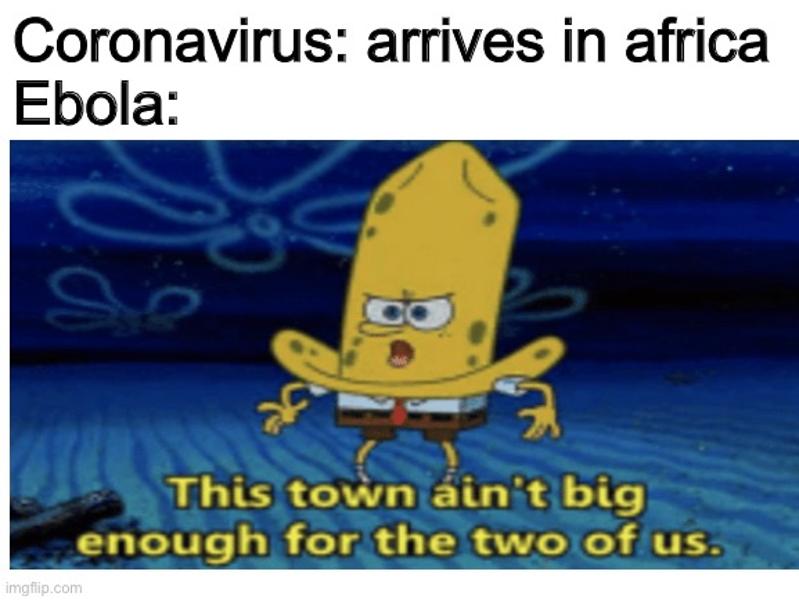 Coronavirus: arrives in africa
Ebola:
This town ain't big
enough for the two of us.
imgflip.com